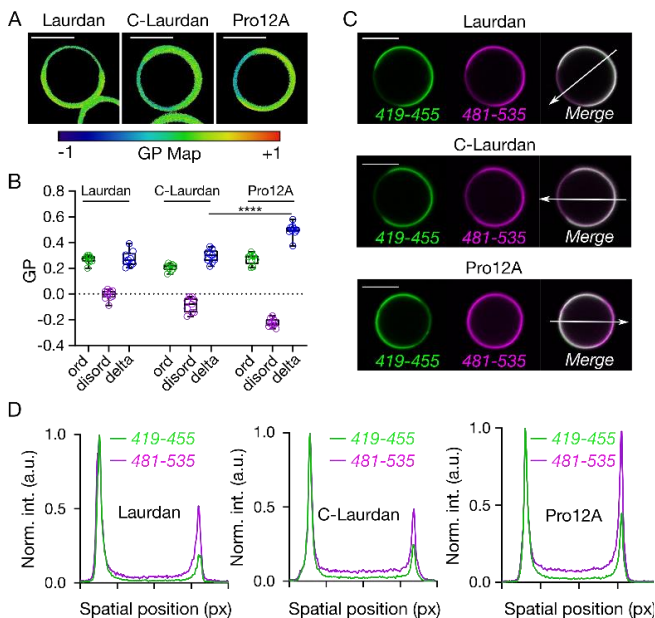 A
Laurdan C-Laurdan Pro12A
-1 GP Map +1
B
Laurdan C-Laurdan Pro12A
****
GP
0.8
0.6
0.4
0.2
0.0
-0.2
-0.4
ord disord delta ord disord delta ord disord delta
C
Laurdan
419-455 481-535 Merge
C-Laurdan
419-455 481-535 Merge
Pro12A
419-455 481-535 Merge
D
Norm. int. (a.u.)
1.0
0.5
0.0
419-455
481-535
Laurdan
Spatial position (px)
Norm. int. (a.u.)
1.0
0.5
0.0
419-455
481-535
C-Laurdan
Spatial position (px)
Norm. int. (a.u.)
1.0
0.5
0.0
419-455
481-535
Pro12A
Spatial position (px)